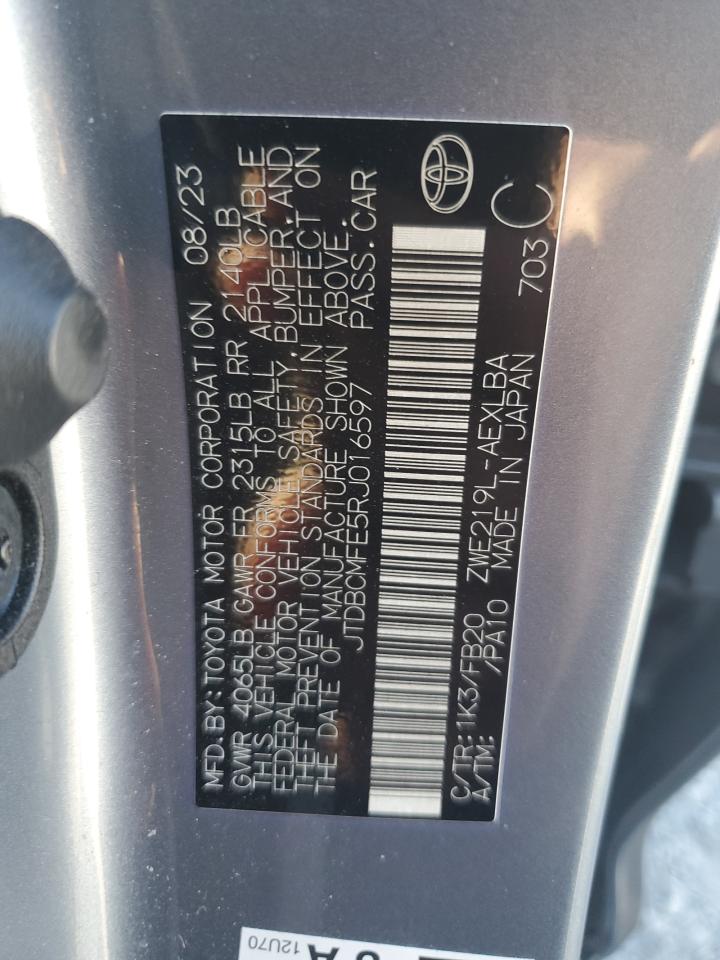 MFD.BY:TOYOTA MOTOR CORPORATION 08/23
GVWR 4065LB GAWR FR 2315LB RR 2140LB
THIS VEHICLE CONFORMS TO ALL APPLICABLE
FEDERAL MOTOR VEHICLE SAFETY, BUMPER, AND
THEFT PREVENTION STANDARDS IN EFFECT ON
THE DATE OF MANUFACTURE SHOWN ABOVE.
JTDBCMFE5RJ016597 PASS.CAR
C/TR:1K3/FB20 ZWE219L-AEXLBA
A/TM: /PA10 MADE IN JAPAN 703 C
12U70